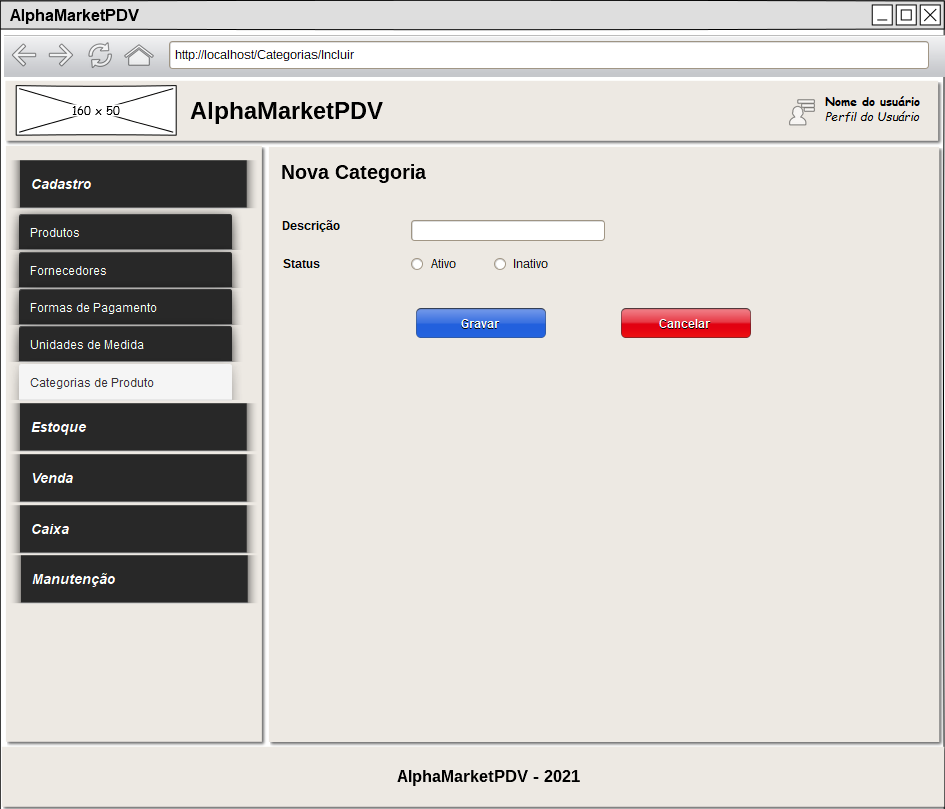 AlphaMarketPDV
http://localhost/Categorias/Incluir
160 x 50
AlphaMarketPDV
Nome do usuário
Perfil do Usuário
Cadastro
Produtos
Fornecedores
Formas de Pagamento
Unidades de Medida
Categorias de Produto
Estoque
Venda
Caixa
Manutenção
Nova Categoria
Descrição
Status Ativo Inativo
Gravar Cancelar
AlphaMarketPDV - 2021